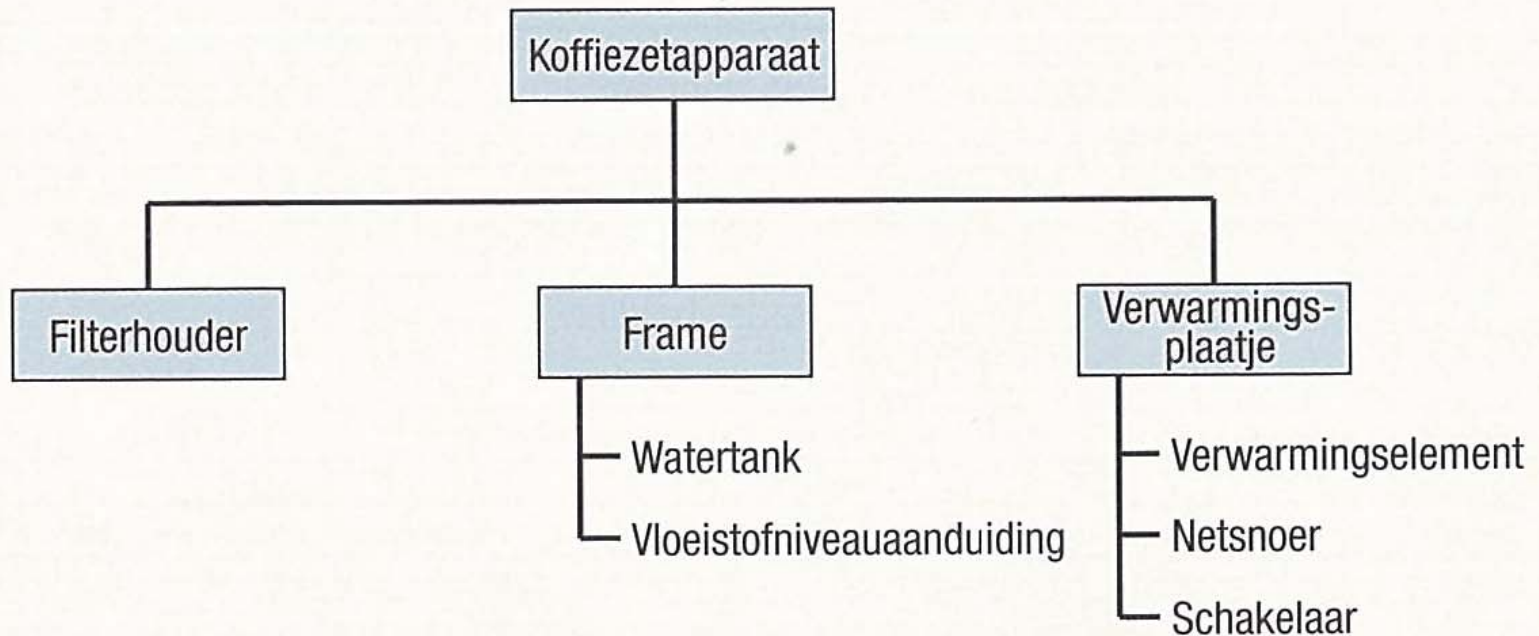 Koffiezetapparaat
Filterhouder
Frame
Verwarmings-
plaatje
Watertank
Vloeistofniveauaanduiding
Verwarmingselement
Netsnoer
Schakelaar